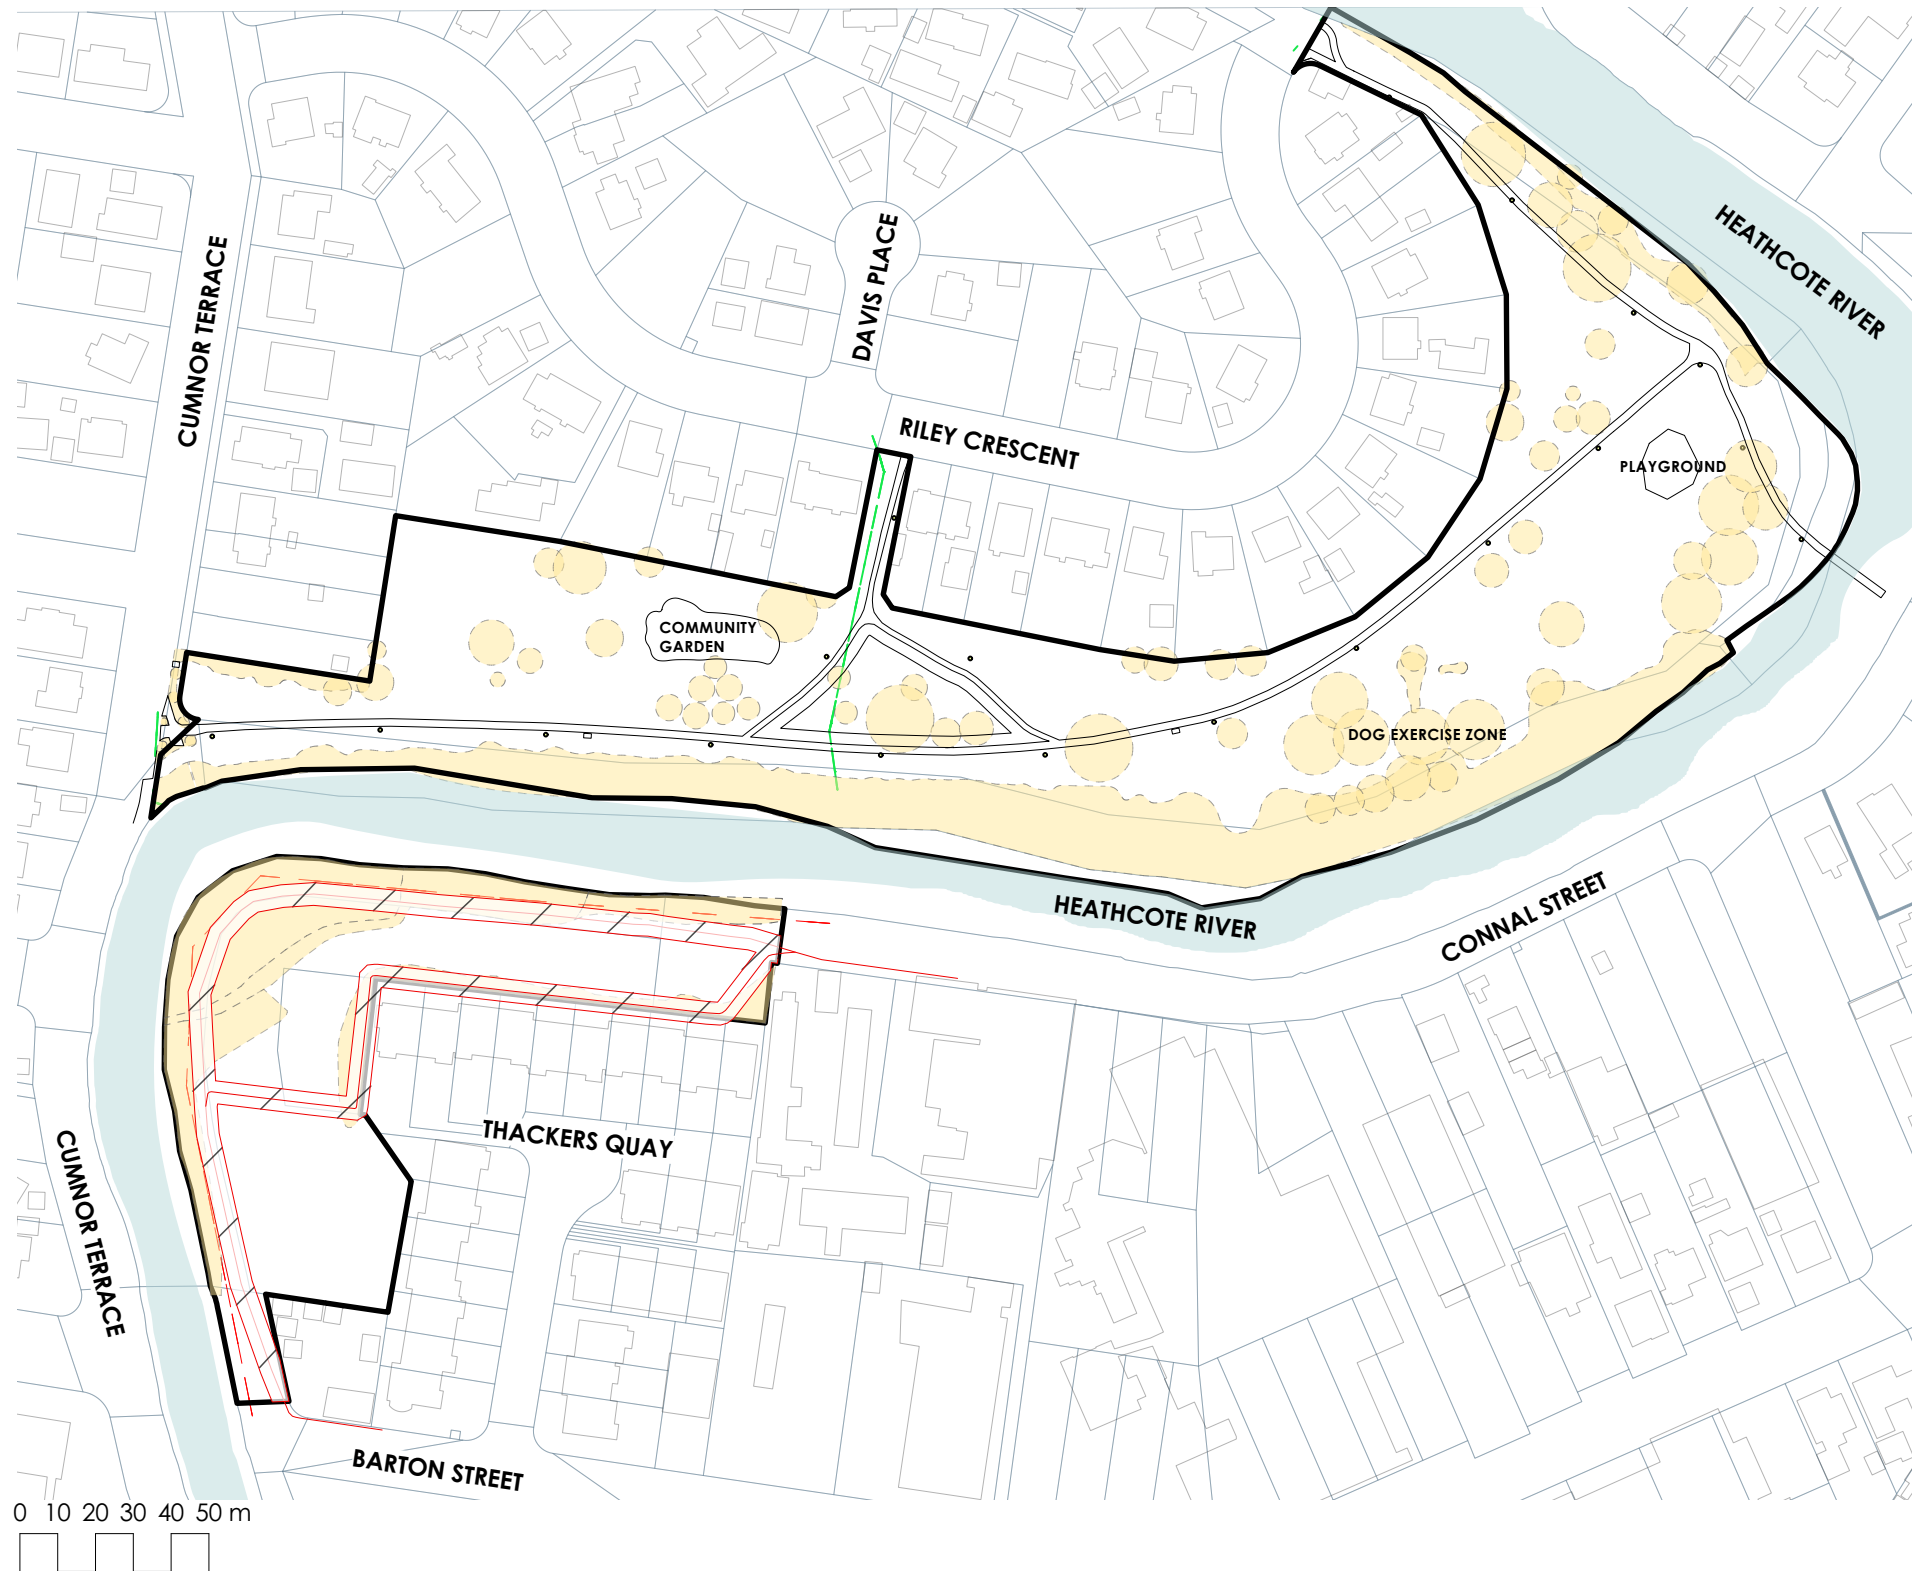 HEATHCOTE RIVER
CUMNOR TERRACE
DAVIS PLACE
RILEY CRESCENT
PLAYGROUND
COMMUNITY
GARDEN
DOG EXERCISE ZONE
HEATHCOTE RIVER
CONNAL STREET
THACKERS QUAY
CUMNOR TERRACE
BARTON STREET
0 10 20 30 40 50 m